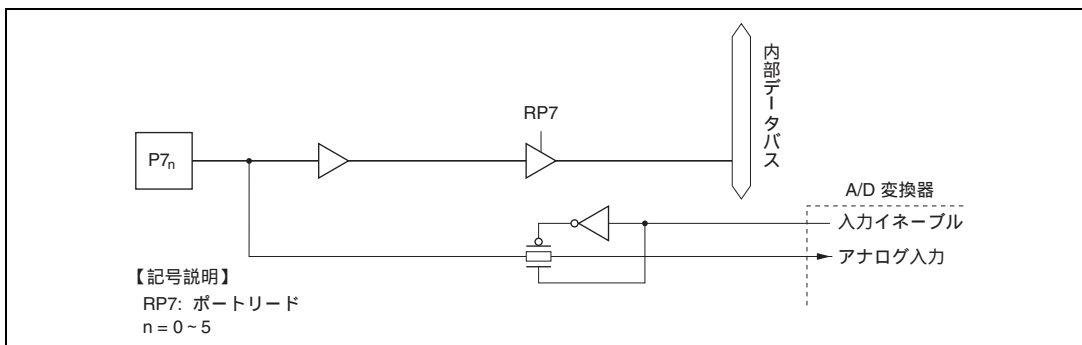 内部データバス
RP7
P7n
A/D 変換器
入力イネーブル
アナログ入力
【記号説明】
RP7: ポートリード
n = 0 ~ 5